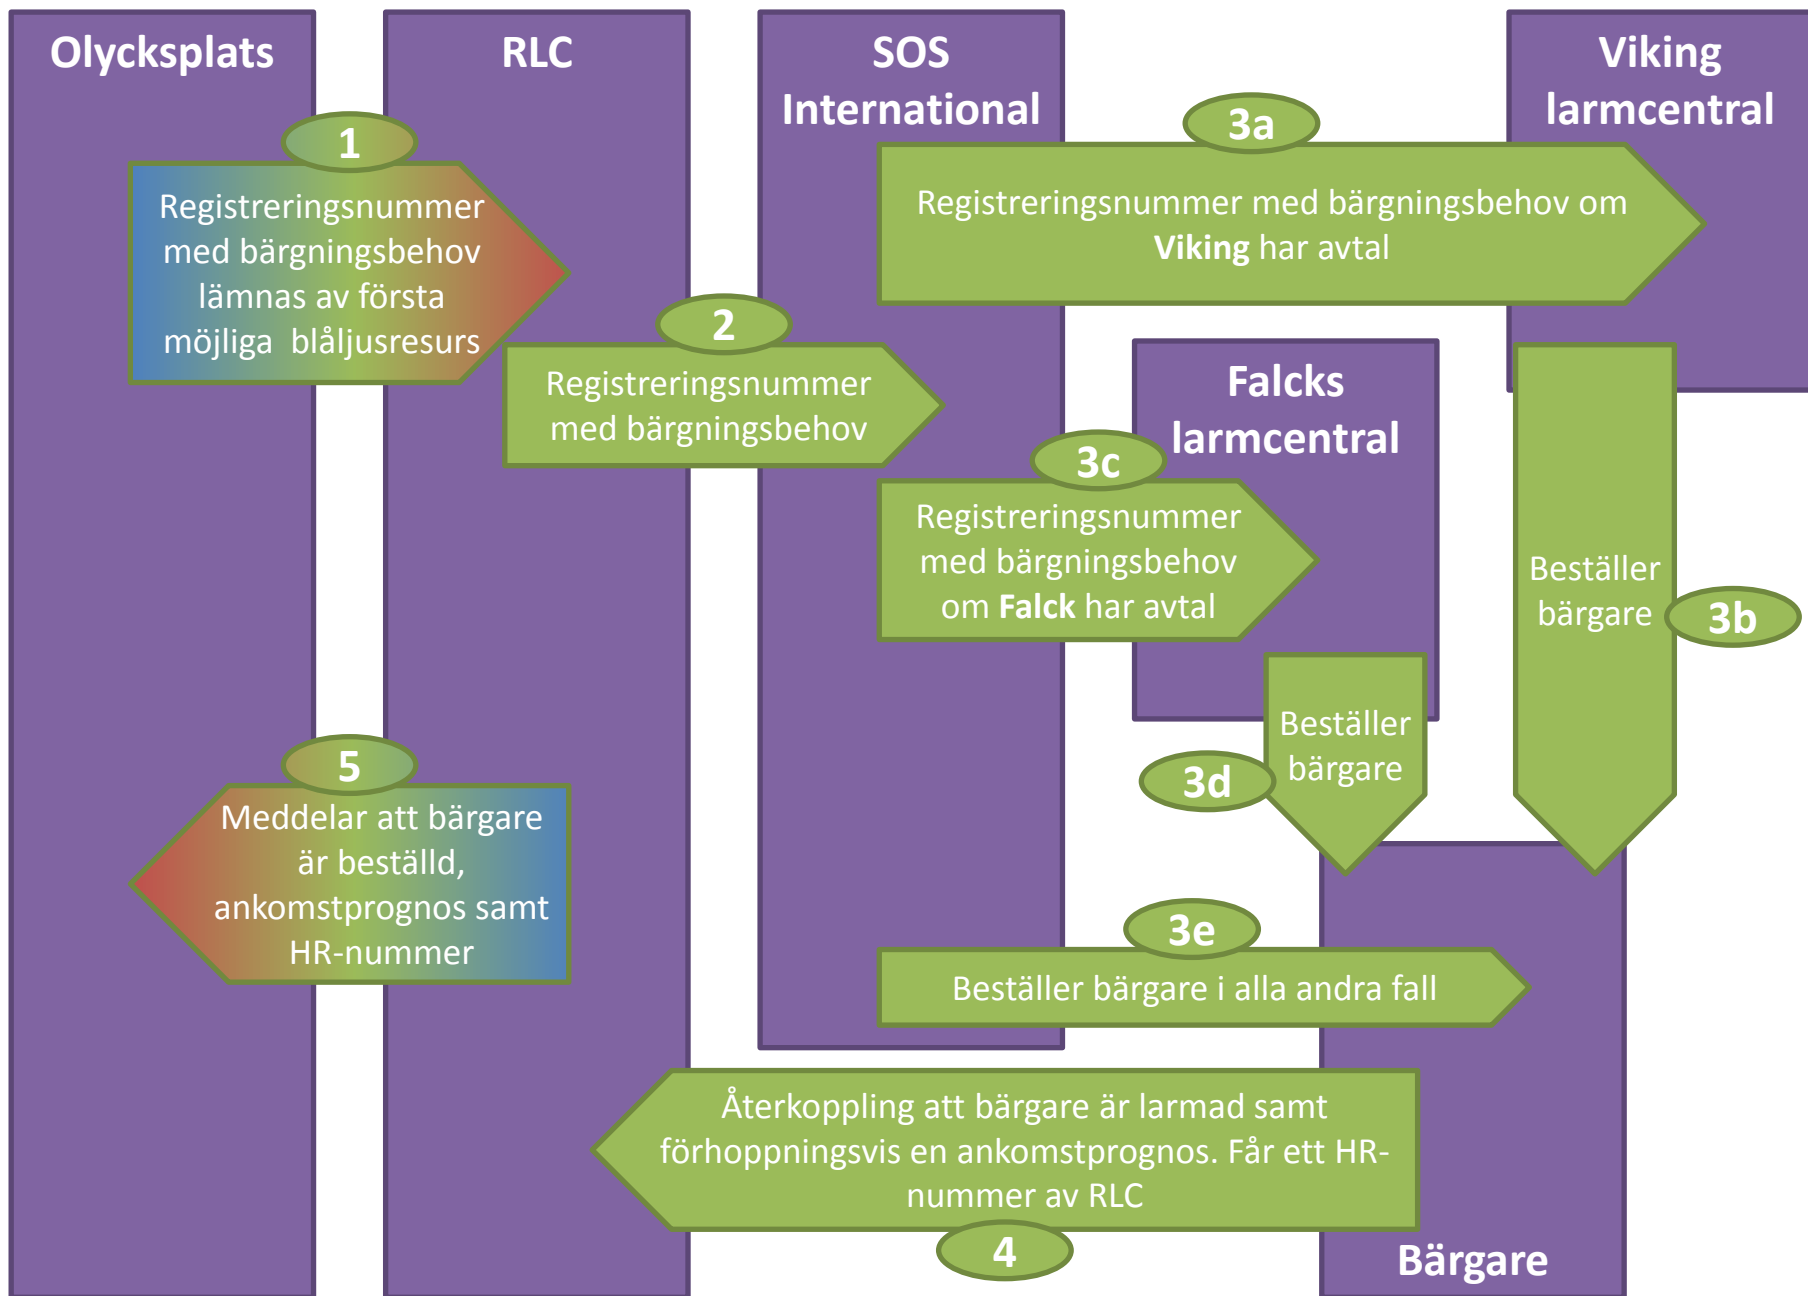 Olycksplats
RLC
SOS
International
Viking
larmcentral
1
Registreringsnummer
med bärgningsbehov
lämnas av första
möjliga  blåljusresurs
2
Registreringsnummer
med bärgningsbehov
3a
Registreringsnummer med bärgningsbehov om
Viking har avtal
Falcks
larmcentral
3c
Registreringsnummer
med bärgningsbehov
om Falck har avtal
Beställer
bärgare
3b
Beställer
bärgare
3d
3e
Beställer bärgare i alla andra fall
5
Meddelar att bärgare
är beställd,
ankomstprognos samt
HR-nummer
Återkoppling att bärgare är larmad samt
förhoppningsvis en ankomstprognos. Får ett HR-
nummer av RLC
4
Bärgare